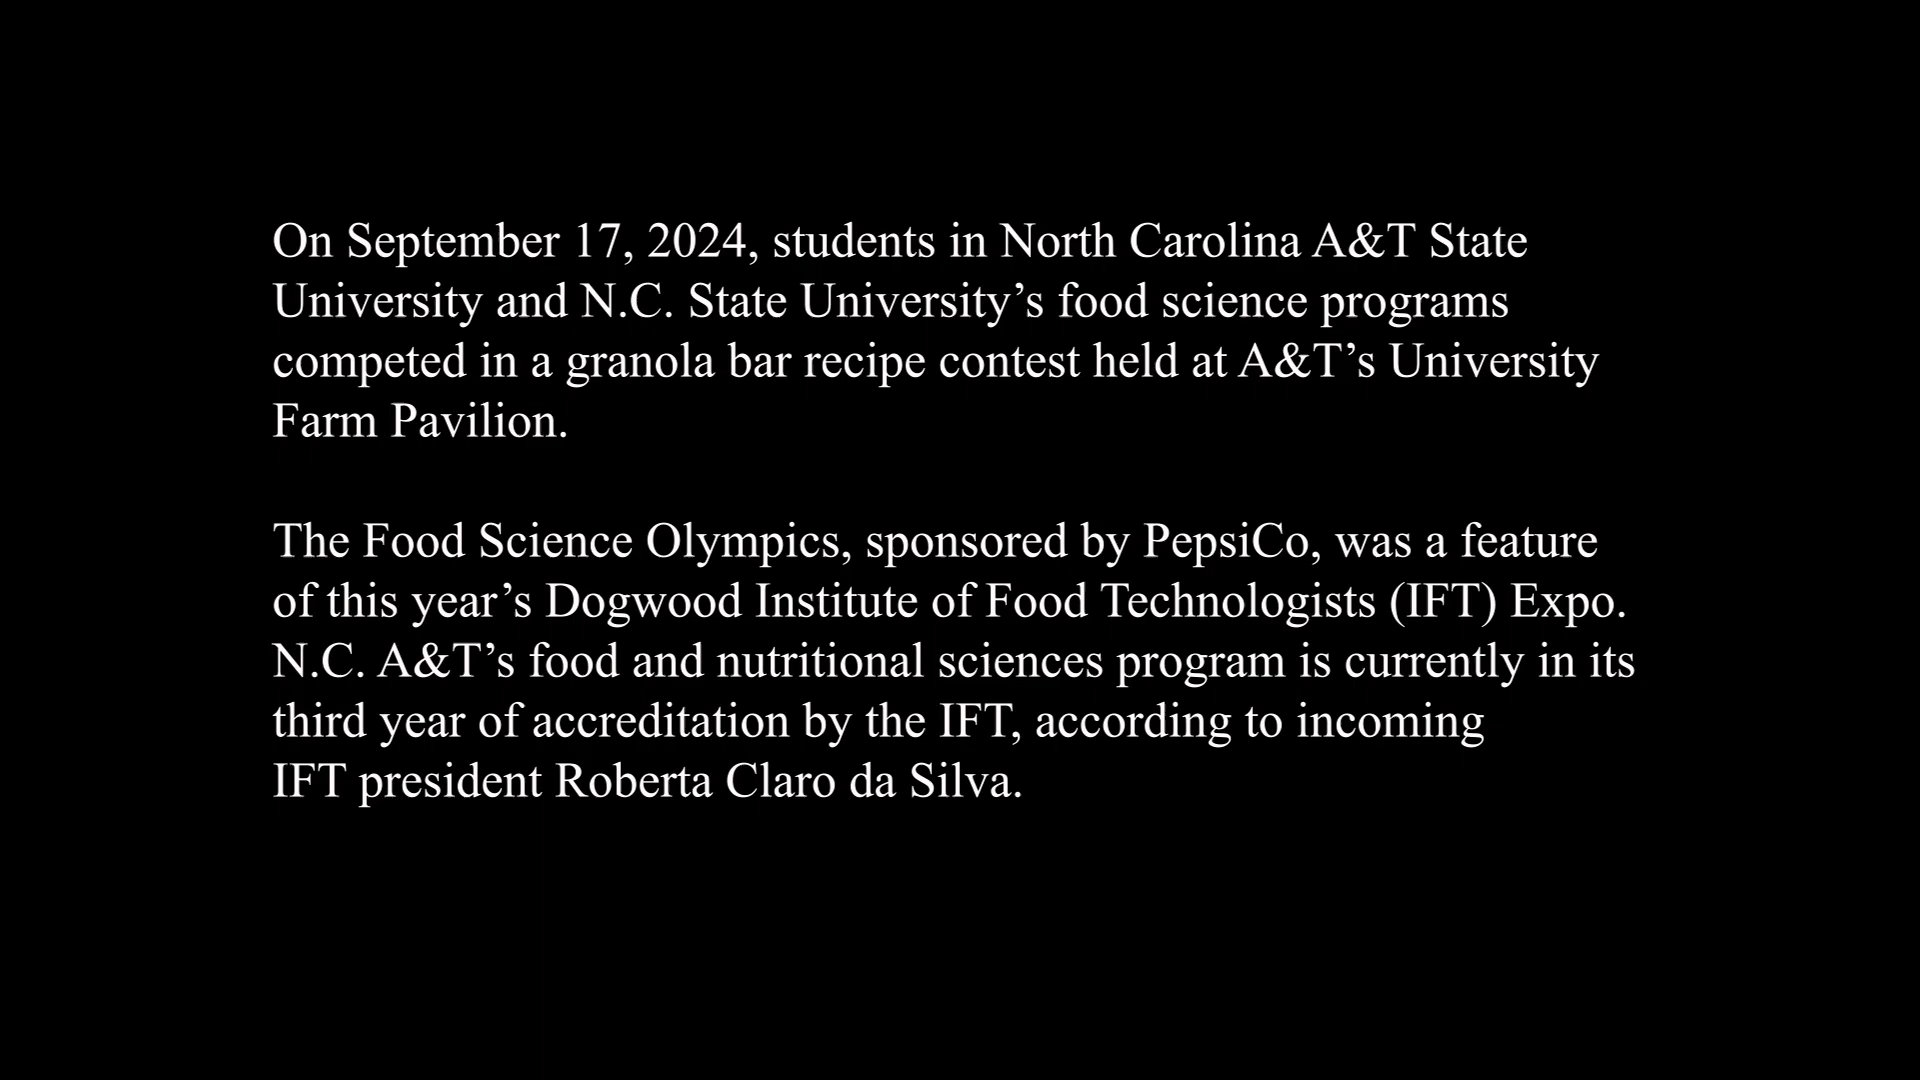 On September 17, 2024, students in North Carolina A&T State
University and N.C. State University’s food science programs
competed in a granola bar recipe contest held at A&T’s University
Farm Pavilion.
The Food Science Olympics, sponsored by PepsiCo, was a feature
of this year’s Dogwood Institute of Food Technologists (IFT) Expo.
N.C. A&T’s food and nutritional sciences program is currently in its
third year of accreditation by the IFT, according to incoming
IFT president Roberta Claro da Silva.